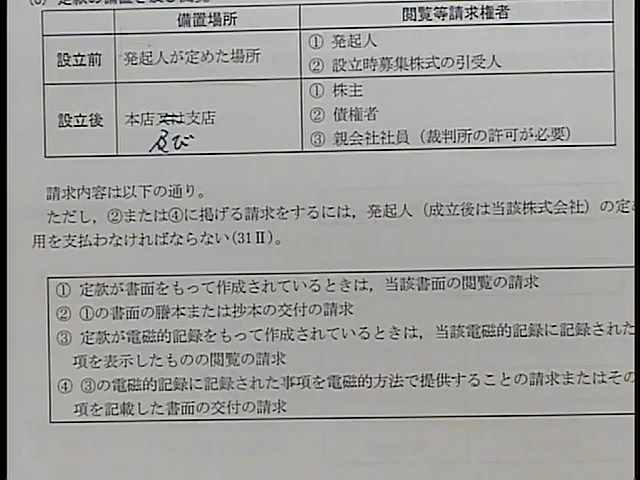 備置場所 閲覧等請求権者
設立前 発起人が定めた場所 ① 発起人
② 設立時募集株式の引受人
設立後 本店又は支店 ① 株主
及び ② 債権者
③ 親会社社員（裁判所の許可が必要）
請求内容は以下の通り。
ただし，②または④に掲げる請求をするには，発起人（成立後は当該株式会社）の定
用を支払わなければならない(31Ⅱ)。
① 定款が書面をもって作成されているときは，当該書面の閲覧の請求
② ①の書面の謄本または抄本の交付の請求
③ 定款が電磁的記録をもって作成されているときは，当該電磁的記録に記録された
項を表示したものの閲覧の請求
④ ③の電磁的記録に記録された事項を電磁的方法で提供することの請求またはその
項を記載した書面の交付の請求